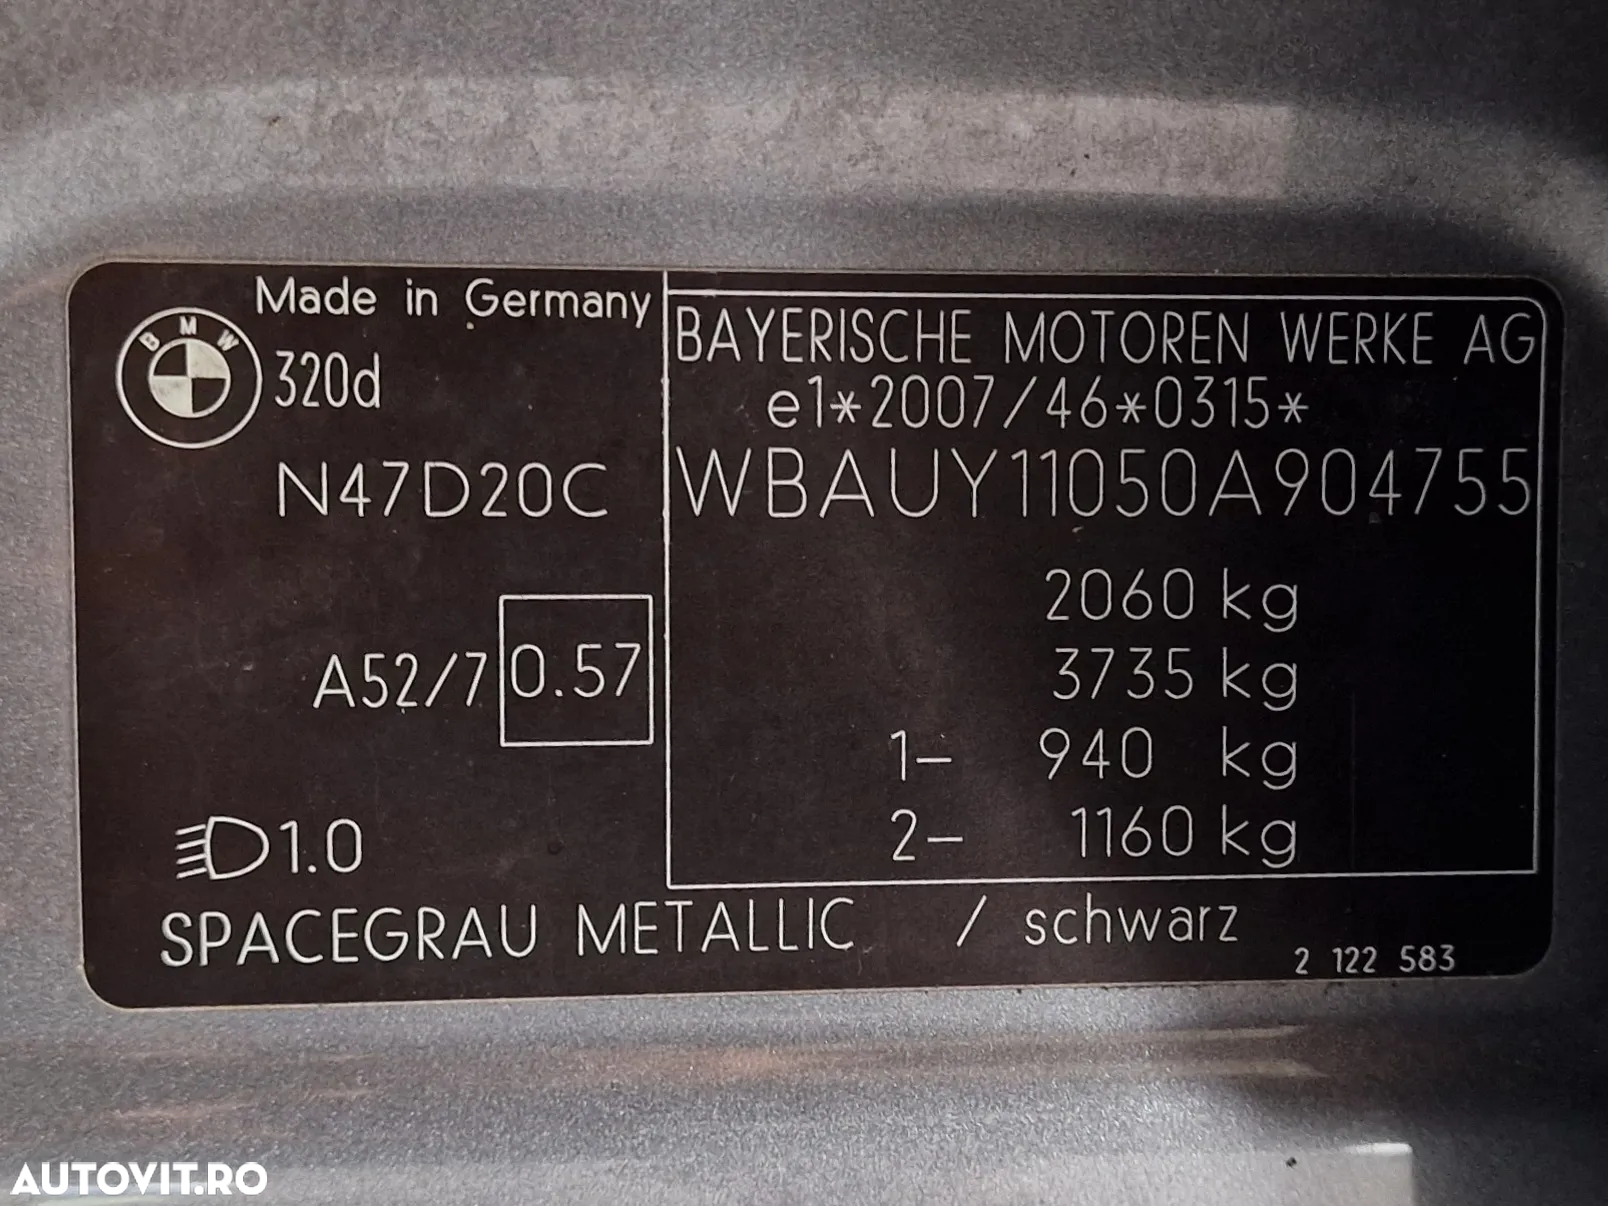 Made in Germany
BMW
320d
N47D20C
A52/7 0.57
1.0
BAYERISCHE MOTOREN WERKE AG
e1*2007/46*0315*
WBAUY11050A904755
2060 kg
3735 kg
1- 940 kg
2- 1160 kg
SPACEGRAU METALLIC / schwarz
2 122 583
AUTOVIT.RO